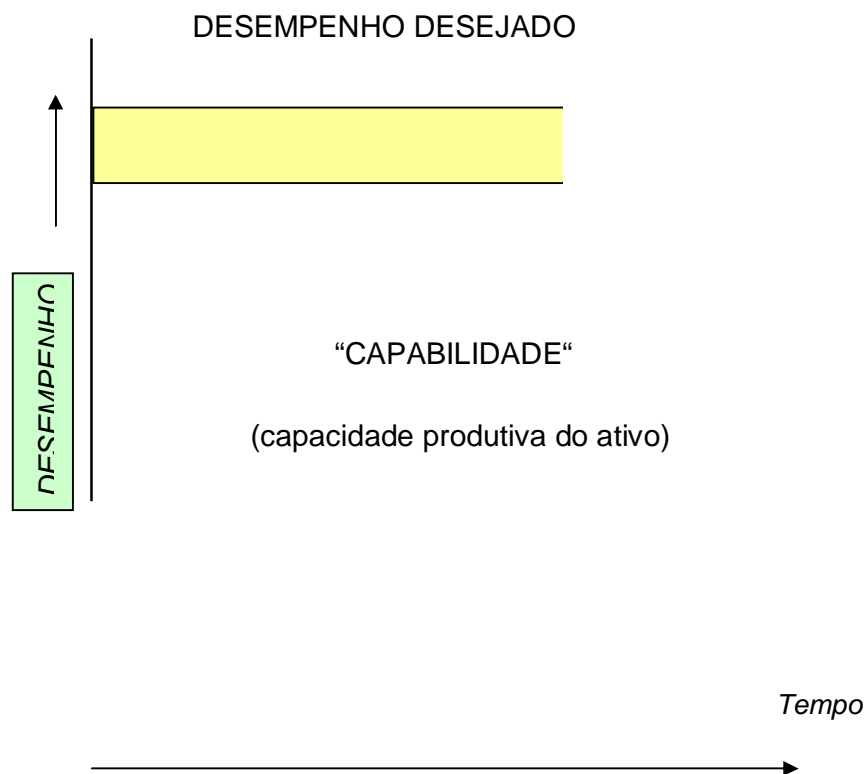 DESEMPENHO DESEJADO
DESEMPENHO
“CAPABILIDADE“
(capacidade produtiva do ativo)
Tempo